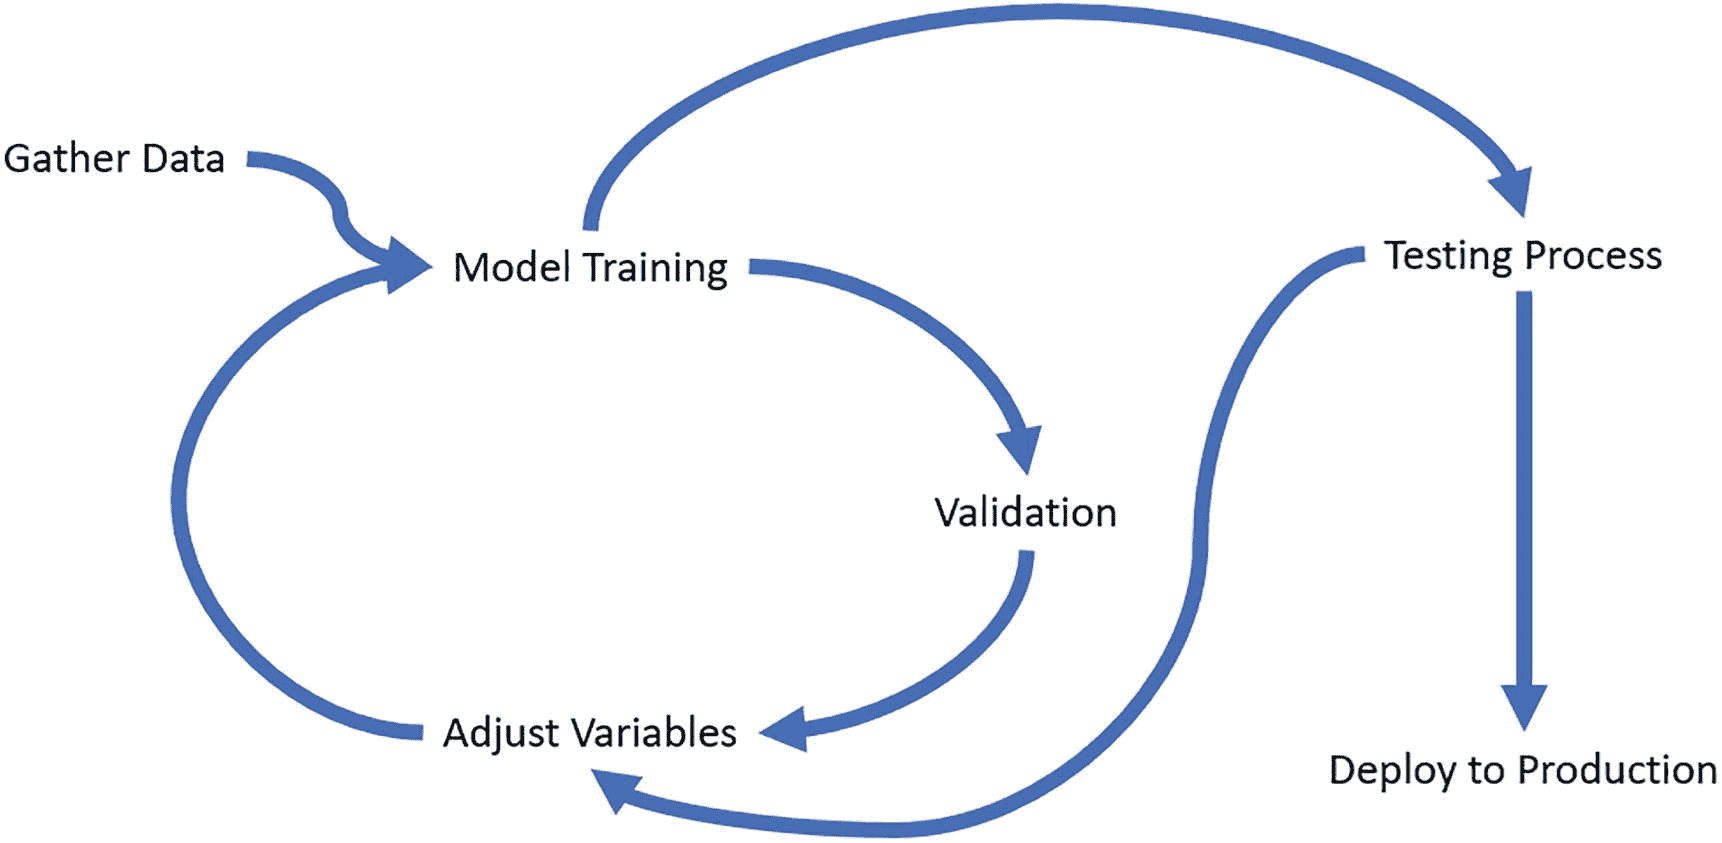 Gather Data
Model Training
Testing Process
Validation
Adjust Variables
Deploy to Production